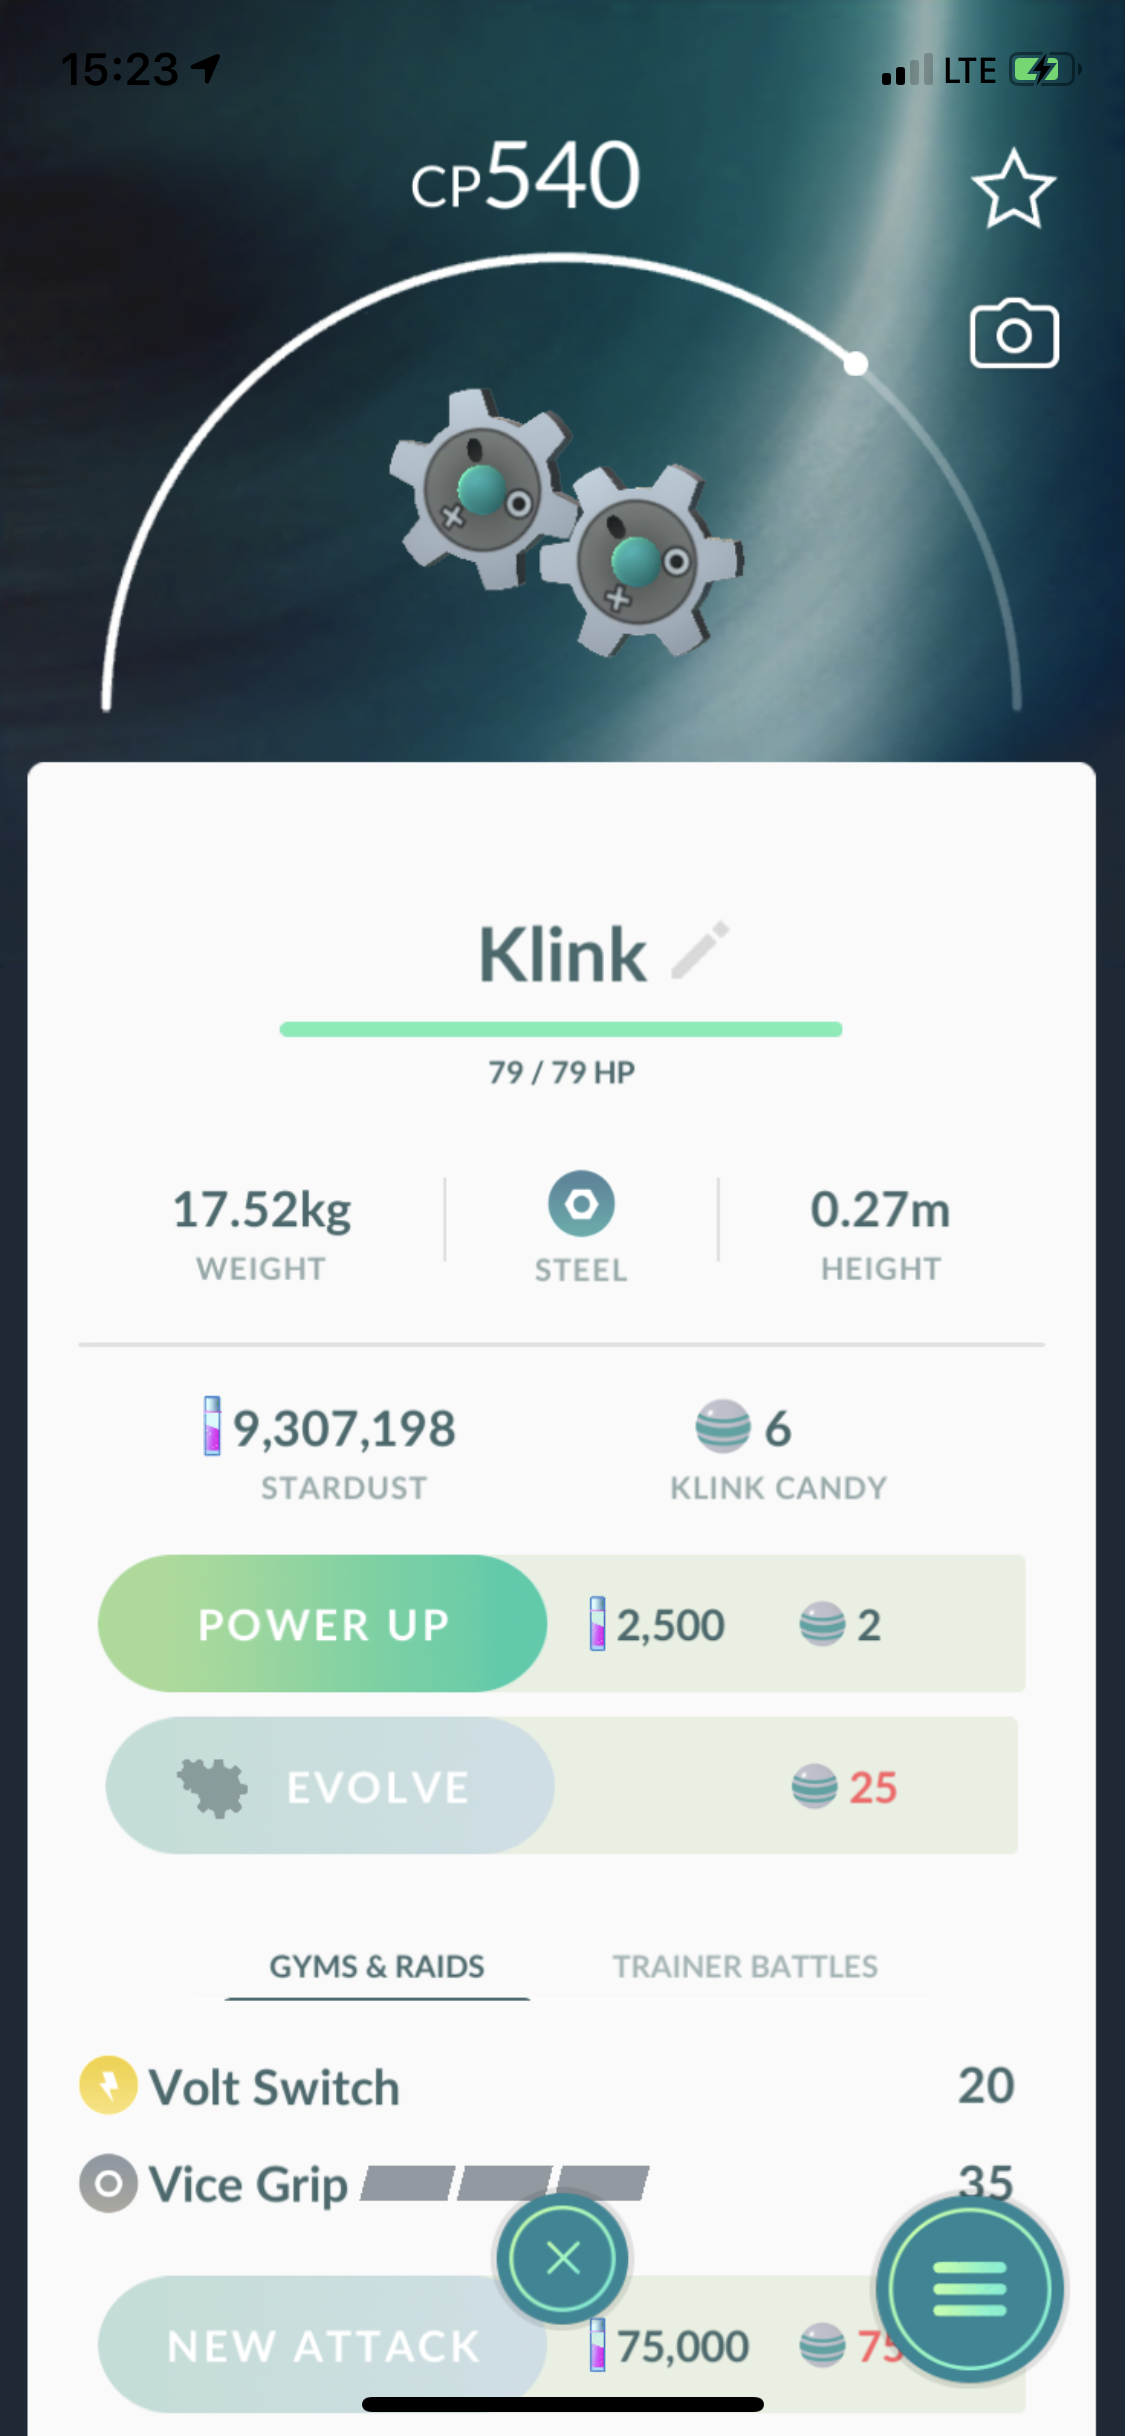 15:23 LTE
CP540
Klink
79 / 79 HP
17.52kg 0.27m
WEIGHT STEEL HEIGHT
9,307,198 6
STARDUST KLINK CANDY
POWER UP 2,500 2
EVOLVE 25
GYMS & RAIDS TRAINER BATTLES
Volt Switch 20
Vice Grip 35
NEW ATTACK 75,000 75